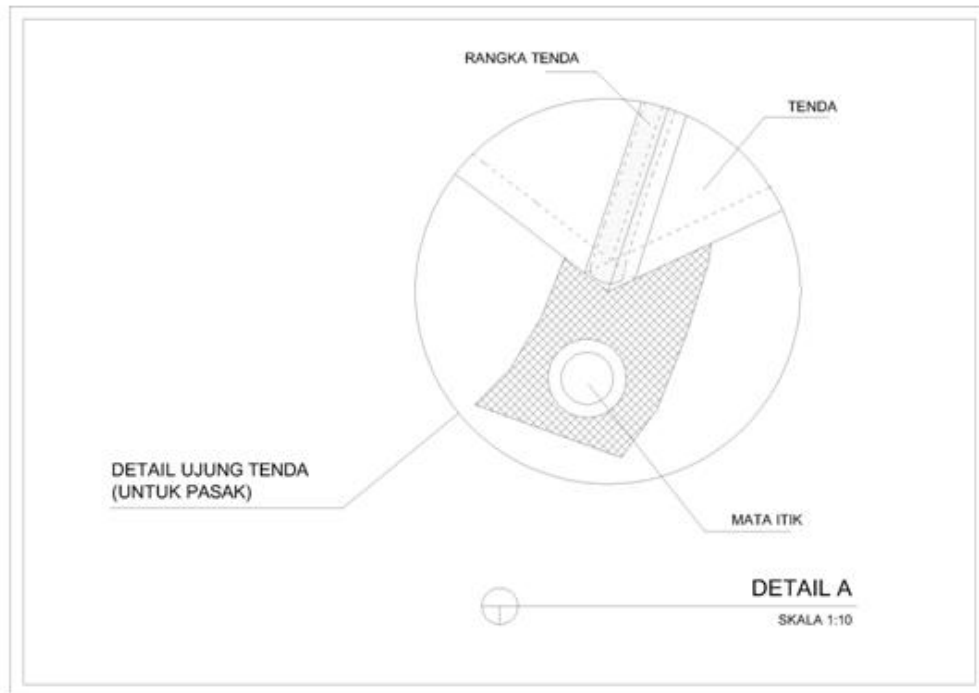 RANGKA TENDA
TENDA
DETAIL UJUNG TENDA
(UNTUK PASAK)
MATA ITIK
DETAIL A
SKALA 1:10